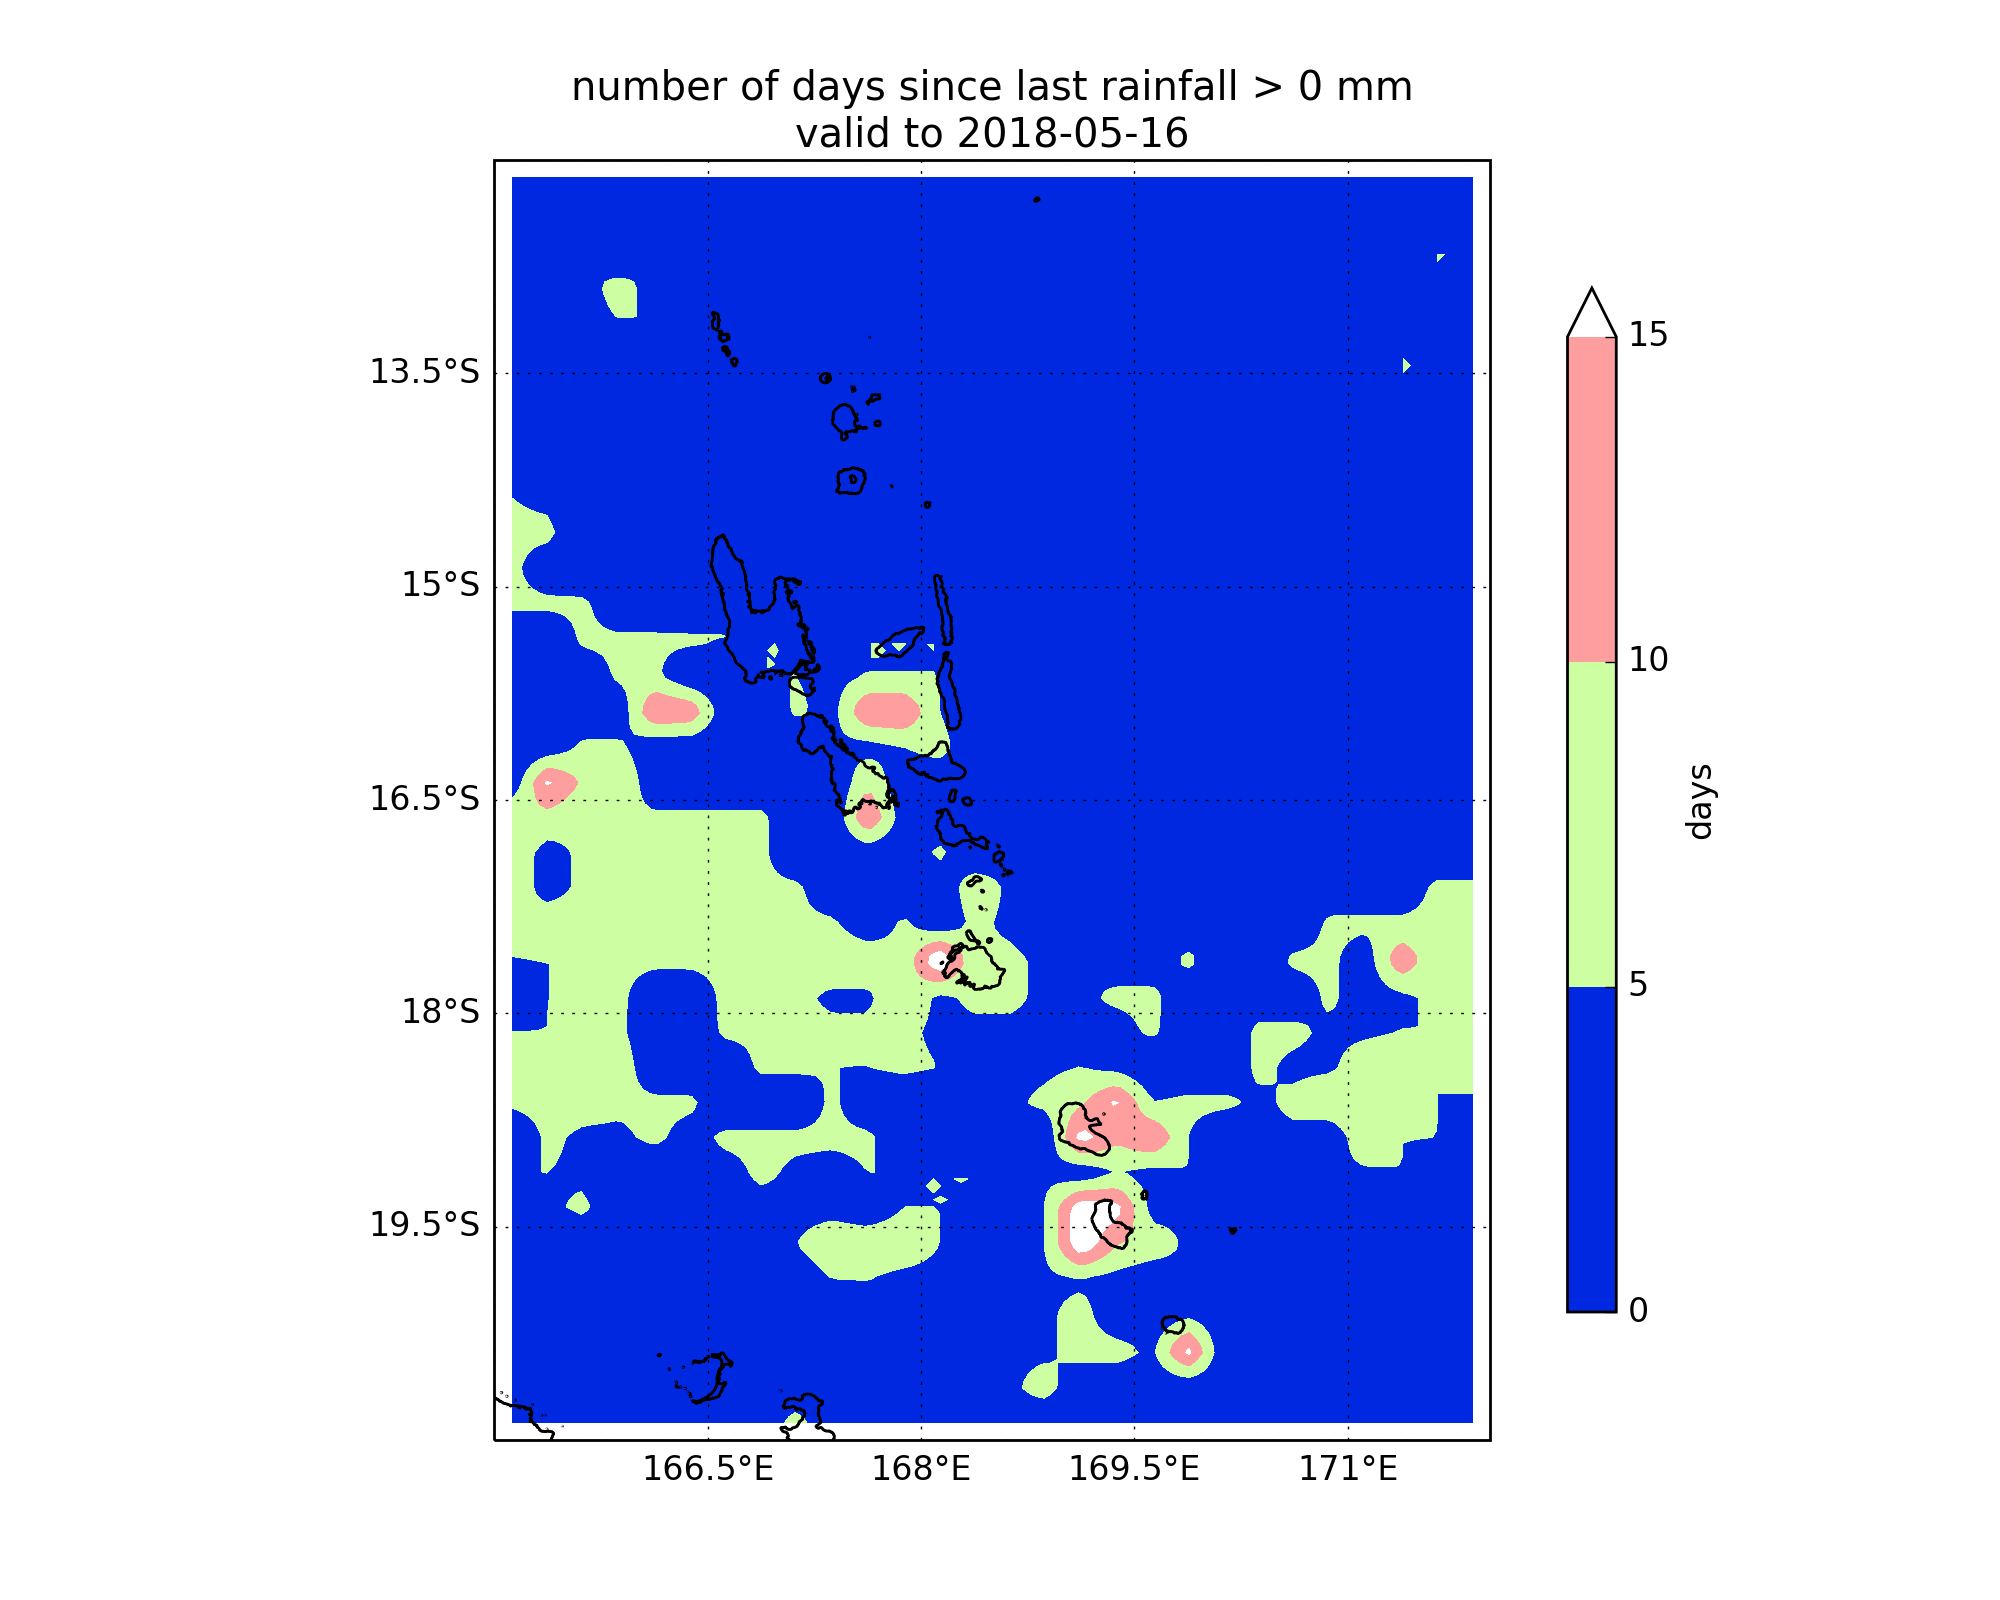 number of days since last rainfall > 0 mm
valid to 2018-05-16
13.5°S
15°S
16.5°S
18°S
19.5°S
166.5°E
168°E
169.5°E
171°E
15
10
5
0
days